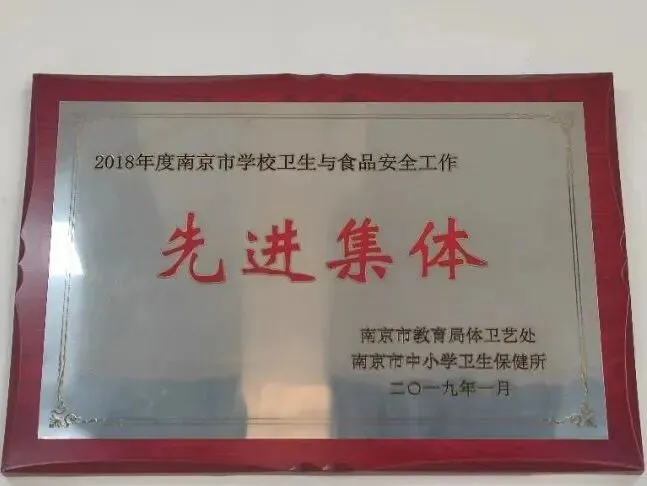 2018年度南京市学校卫生与食品安全工作
先进集体
南京市教育局体卫艺处
南京市中小学卫生保健所
二〇一九年一月